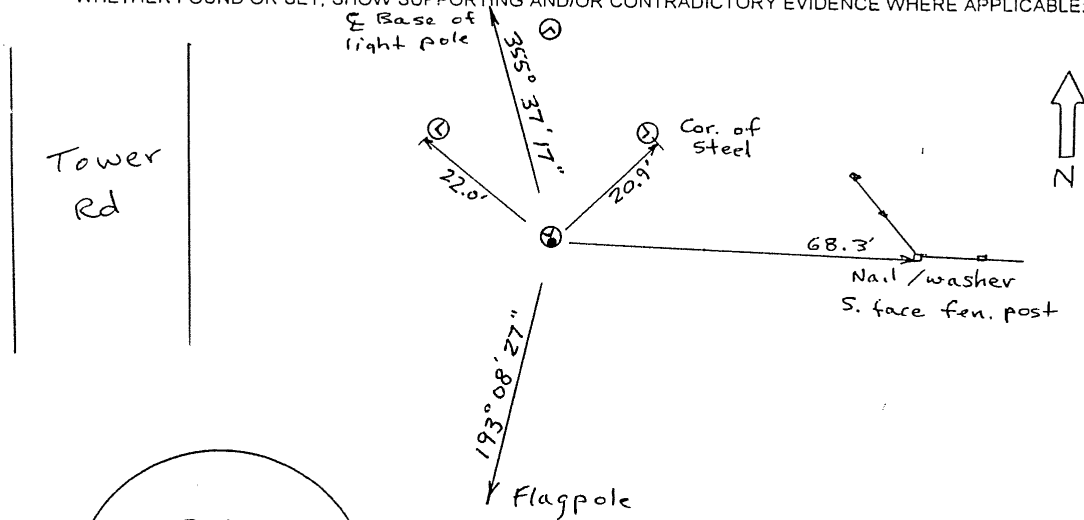 WHETHER FOUND OR SET, SHOW SUPPORTING AND/OR CONTRADICTORY EVIDENCE WHERE APPLICABLE.
℄ Base of
light pole
355° 37' 17"
Cor. of
Steel
Tower
Rd
22.0'
20.9'
N
68.3'
Nail/washer
S. face fen. post
193° 08' 27"
Flagpole